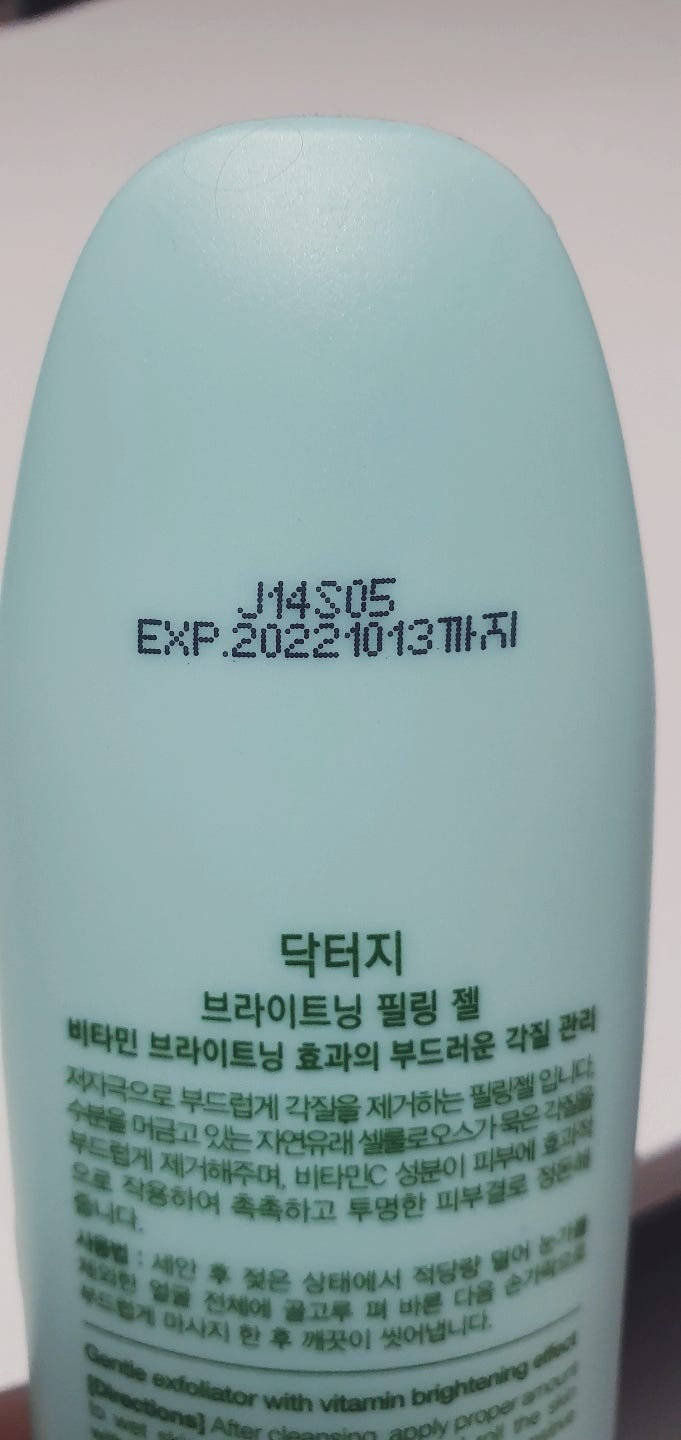 J14S05
EXP.20221013까지
닥터지
브라이트닝 필링 젤
비타민 브라이트닝 효과의 부드러운 각질 관리
저자극으로 부드럽게 각질을 제거하는 필링젤 입니다.
수분을 머금고 있는 자연유래 셀룰로오스가 묵은 각질을
부드럽게 제거해주며, 비타민C 성분이 피부에 효과적
으로 작용하여 촉촉하고 투명한 피부결로 정돈해
줍니다.
사용법 : 세안 후 젖은 상태에서 적당량 덜어 눈가를
제외한 얼굴 전체에 골고루 펴 바른 다음 손가락으로
부드럽게 마사지 한 후 깨끗이 씻어냅니다.
Gentle exfoliator with vitamin brightening effect
[Directions] After cleansing, apply proper amount
to wet the skin